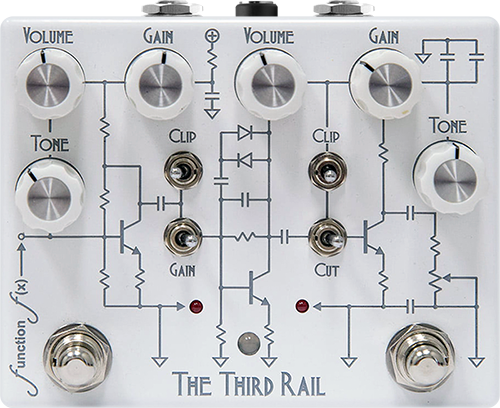 VOLUME GAIN VOLUME GAIN
TONE CLIP CLIP TONE
GAIN CUT
function f(x)
THE THIRD RAIL